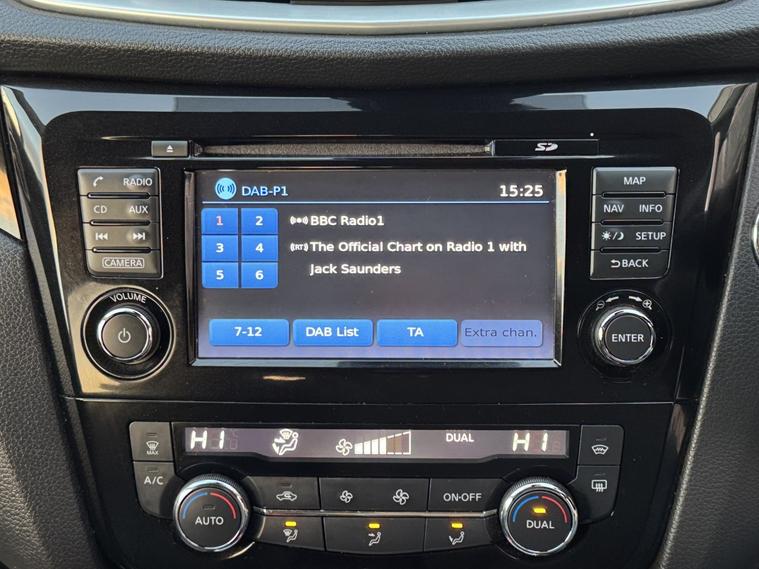 SD
DAB-P1 15:25
1 2 BBC Radio1
3 4 The Official Chart on Radio 1 with
Jack Saunders
5 6
7-12 DAB List TA Extra chan.
RADIO
CD AUX
CAMERA
VOLUME
MAP
NAV INFO
SETUP
BACK
ENTER
HI DUAL HI
MAX
A/C
AUTO
ON·OFF
DUAL